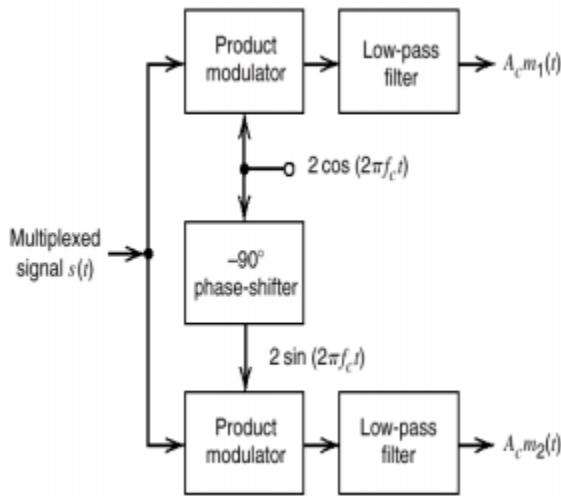 Product
modulator
Low-pass
filter
A_c m_1(t)
2 cos (2πf_c t)
Multiplexed
signal s(t)
–90°
phase-shifter
2 sin (2πf_c t)
Product
modulator
Low-pass
filter
A_c m_2(t)